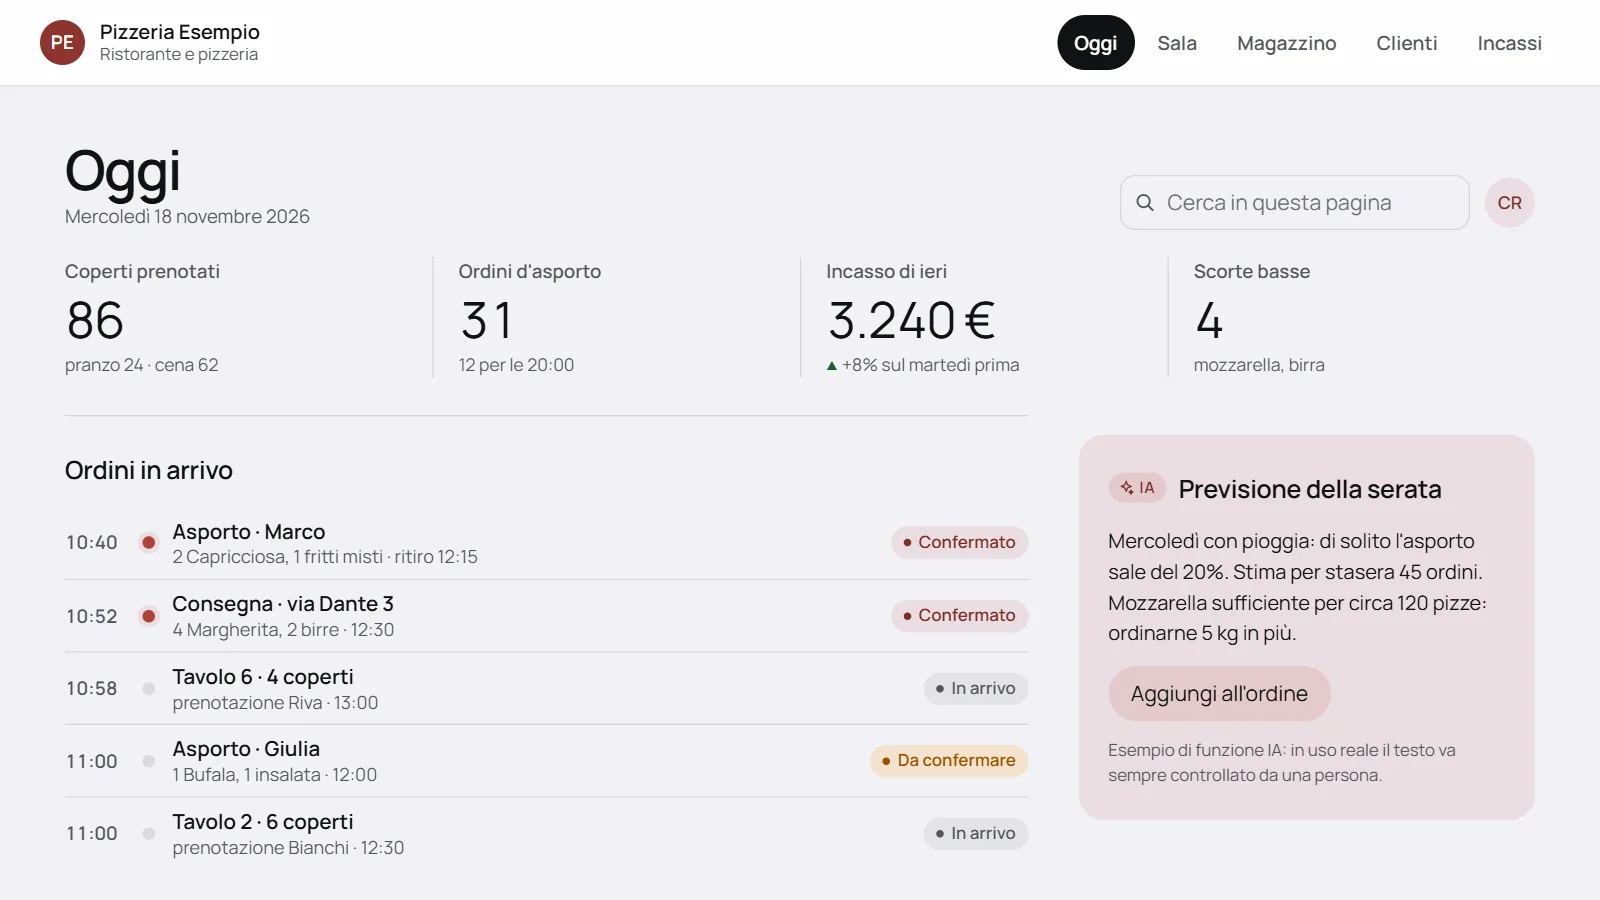 PE
Pizzeria Esempio
Ristorante e pizzeria
Oggi
Sala
Magazzino
Clienti
Incassi
Oggi
Mercoledì 18 novembre 2026
Cerca in questa pagina
CR
Coperti prenotati
86
pranzo 24 · cena 62
Ordini d'asporto
31
12 per le 20:00
Incasso di ieri
3.240 €
▲ +8% sul martedì prima
Scorte basse
4
mozzarella, birra
Ordini in arrivo
10:40
Asporto · Marco
2 Capricciosa, 1 fritti misti · ritiro 12:15
Confermato
10:52
Consegna · via Dante 3
4 Margherita, 2 birre · 12:30
Confermato
10:58
Tavolo 6 · 4 coperti
prenotazione Riva · 13:00
In arrivo
11:00
Asporto · Giulia
1 Bufala, 1 insalata · 12:00
Da confermare
11:00
Tavolo 2 · 6 coperti
prenotazione Bianchi · 12:30
In arrivo
IA
Previsione della serata
Mercoledì con pioggia: di solito l'asporto
sale del 20%. Stima per stasera 45 ordini.
Mozzarella sufficiente per circa 120 pizze:
ordinarne 5 kg in più.
Aggiungi all'ordine
Esempio di funzione IA: in uso reale il testo va
sempre controllato da una persona.